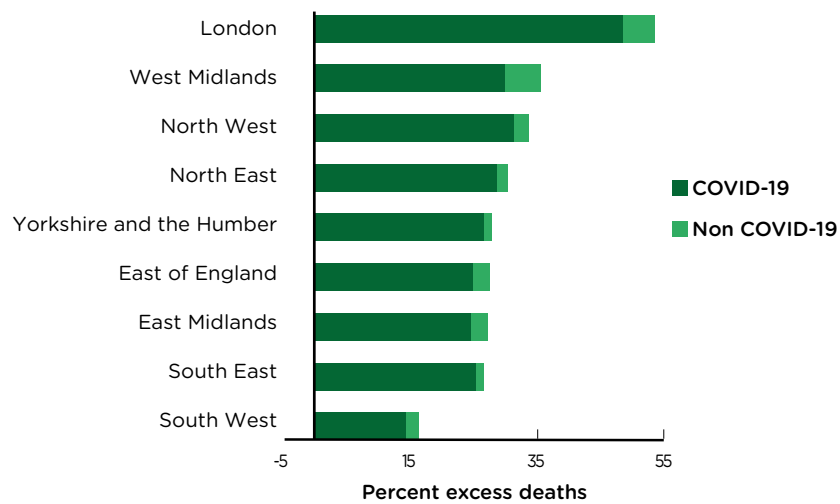 London
West Midlands
North West
North East
Yorkshire and the Humber
East of England
East Midlands
South East
South West
COVID-19
Non COVID-19
-5 15 35 55
Percent excess deaths